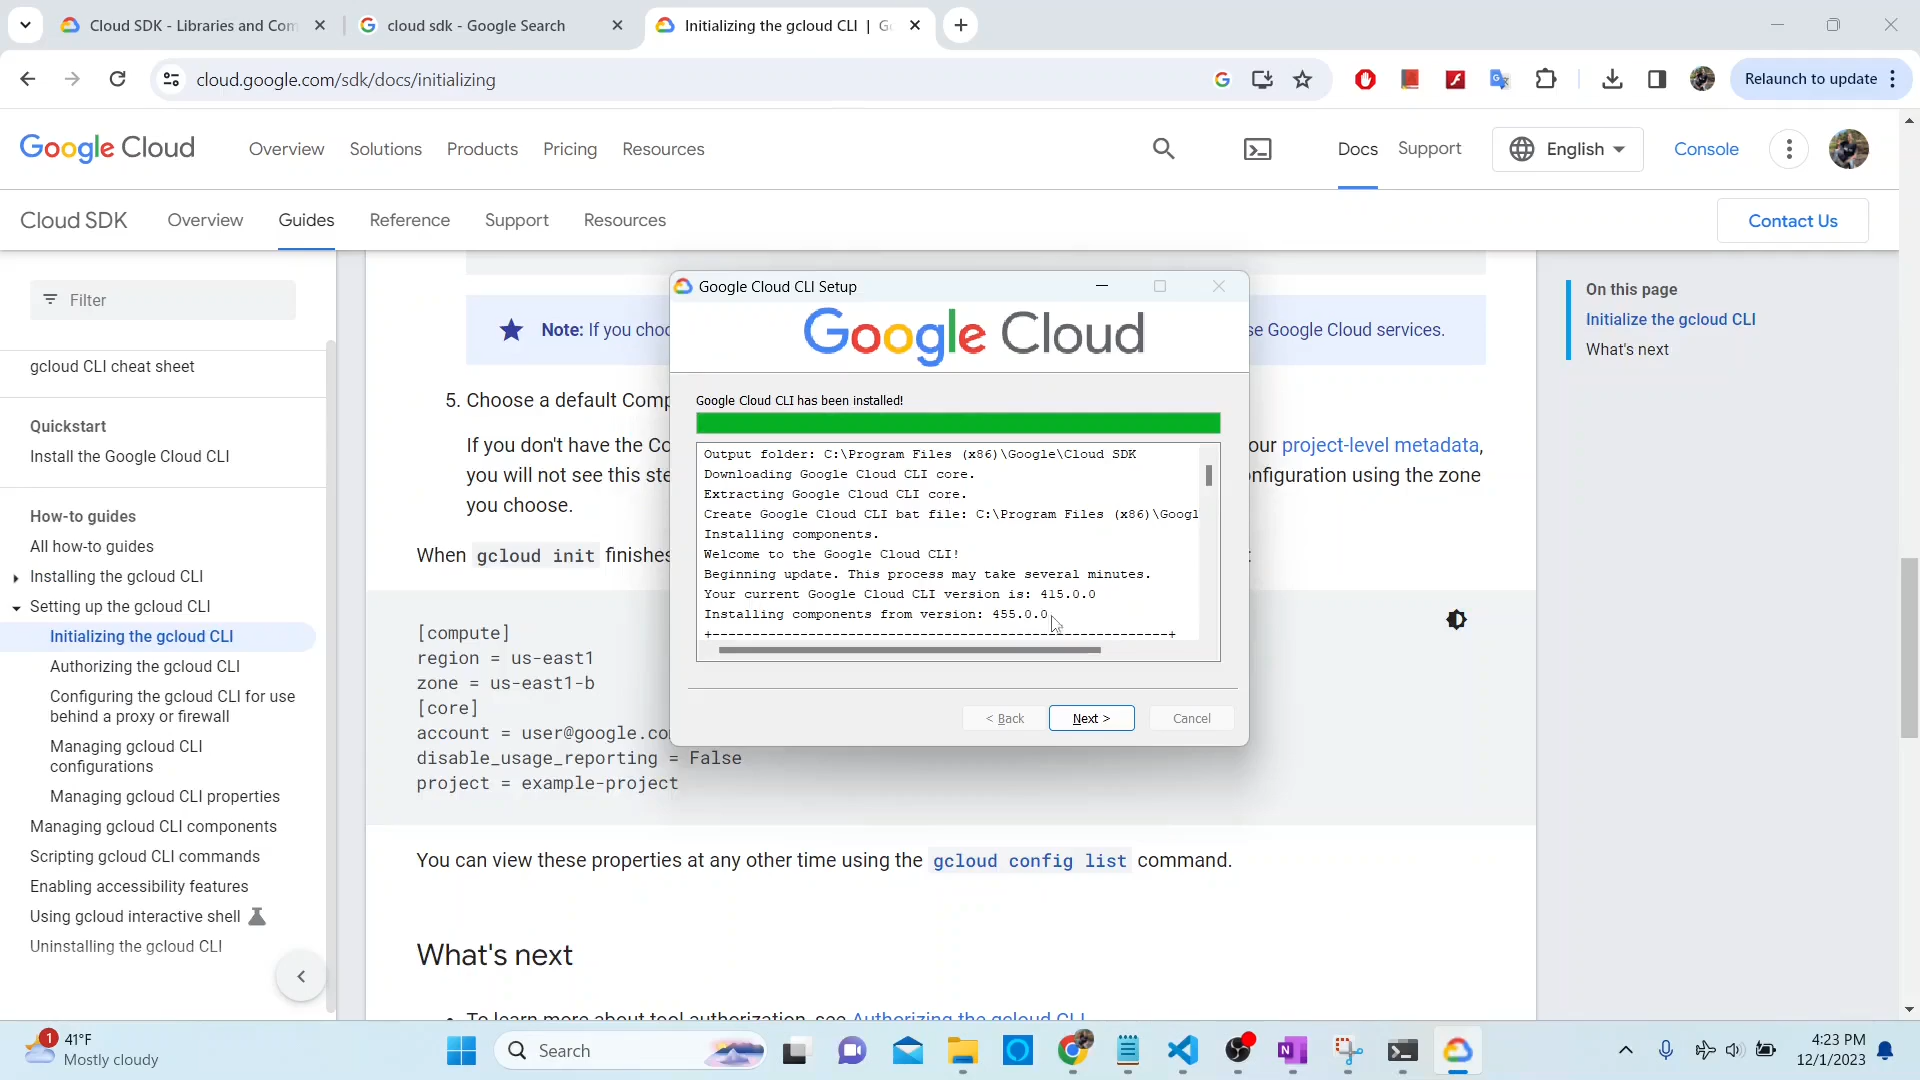 Cloud SDK - Libraries and Com
cloud sdk - Google Search
Initializing the gcloud CLI | G
cloud.google.com/sdk/docs/initializing
Relaunch to update
Google Cloud
Overview
Solutions
Products
Pricing
Resources
Docs
Support
English
Console
Cloud SDK
Overview
Guides
Reference
Support
Resources
Contact Us
Filter
gcloud CLI cheat sheet
Quickstart
Install the Google Cloud CLI
How-to guides
All how-to guides
Installing the gcloud CLI
Setting up the gcloud CLI
Initializing the gcloud CLI
Authorizing the gcloud CLI
Configuring the gcloud CLI for use
behind a proxy or firewall
Managing gcloud CLI
configurations
Managing gcloud CLI properties
Managing gcloud CLI components
Scripting gcloud CLI commands
Enabling accessibility features
Using gcloud interactive shell
Uninstalling the gcloud CLI
Note: If you choo
se Google Cloud services.
5. Choose a default Comp
If you don't have the Co
our project-level metadata,
you will not see this ste
onfiguration using the zone
you choose.
When gcloud init finishes
[compute]
region = us-east1
zone = us-east1-b
[core]
account = user@google.co
disable_usage_reporting = False
project = example-project
You can view these properties at any other time using the gcloud config list command.
What's next
To learn more about tool authorization, see Authorizing the gcloud CLI
Google Cloud CLI Setup
Google Cloud
Google Cloud CLI has been installed!
Output folder: C:\Program Files (x86)\Google\Cloud SDK
Downloading Google Cloud CLI core.
Extracting Google Cloud CLI core.
Create Google Cloud CLI bat file: C:\Program Files (x86)\Googl
Installing components.
Welcome to the Google Cloud CLI!
Beginning update. This process may take several minutes.
Your current Google Cloud CLI version is: 415.0.0
Installing components from version: 455.0.0
+---------------------------------------------------------+
< Back
Next >
Cancel
On this page
Initialize the gcloud CLI
What's next
1
41°F
Mostly cloudy
Search
4:23 PM
12/1/2023